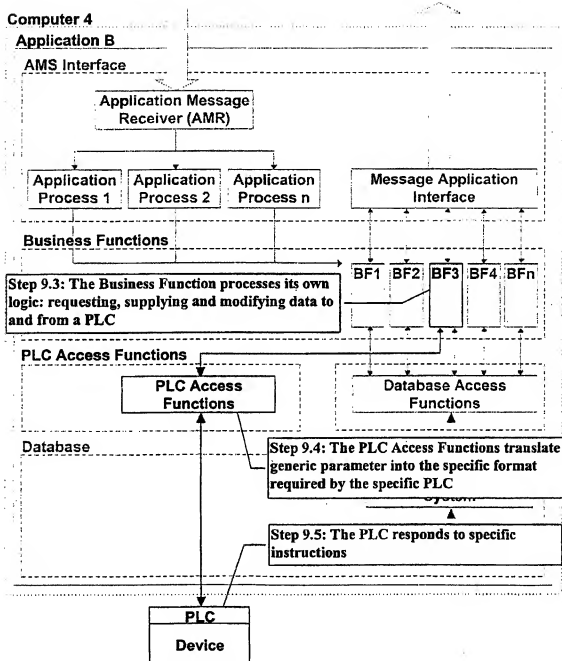 Computer 4
Application B
AMS Interface
Application Message
Receiver (AMR)
Application
Process 1
Application
Process 2
Application
Process n
Message Application
Interface
Business Functions
BF1
BF2
BF3
BF4
BFn
Step 9.3: The Business Function processes its own
logic: requesting, supplying and modifying data to
and from a PLC
PLC Access Functions
PLC Access
Functions
Database Access
Functions
Database
Step 9.4: The PLC Access Functions translate
generic parameter into the specific format
required by the specific PLC
Step 9.5: The PLC responds to specific
instructions
PLC
Device